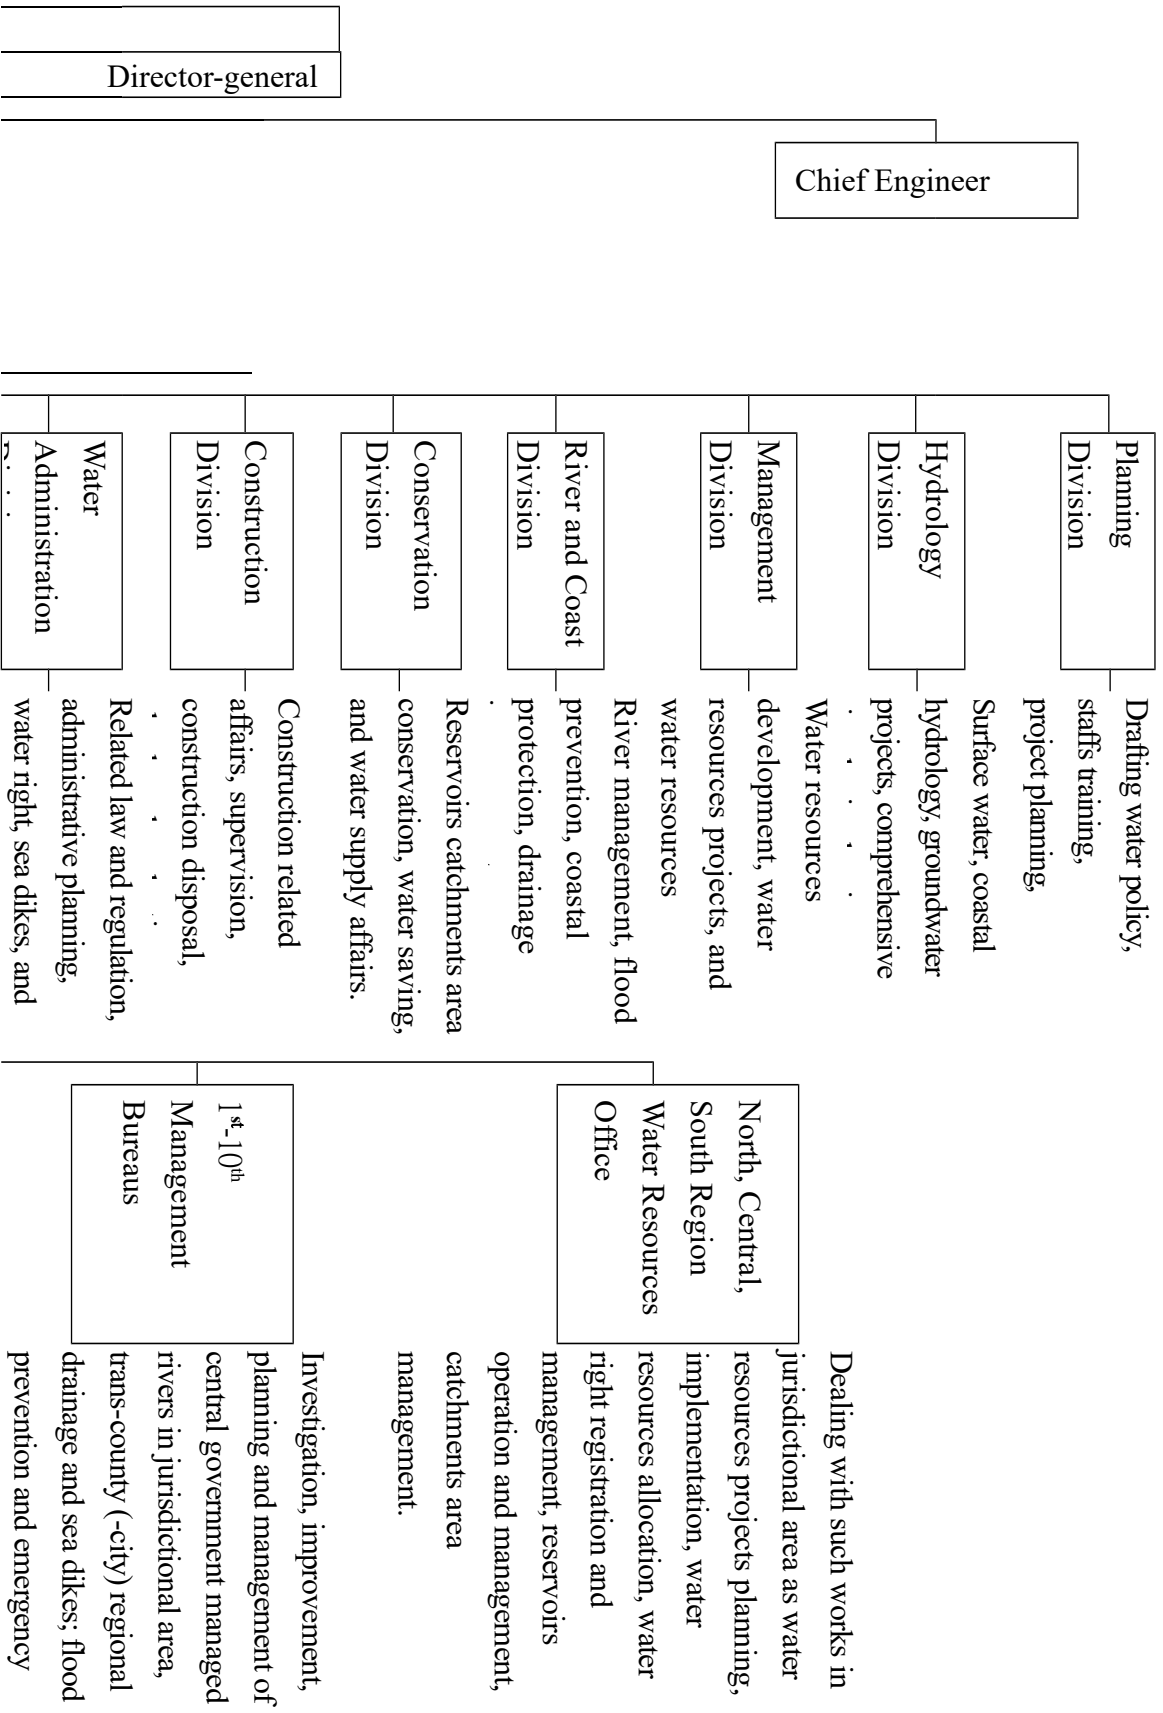 Director-general
Chief Engineer
Planning
Division
Drafting water policy,
staffs training,
project planning,
Hydrology
Division
Surface water, coastal
hydrology, groundwater
projects, comprehensive
Management
Division
Water resources
development, water
resources projects, and
water resources
River and Coast
Division
River management, flood
prevention, coastal
protection, drainage
Conservation
Division
Reservoirs catchments area
conservation, water saving,
and water supply affairs.
Construction
Division
Construction related
affairs, supervision,
construction disposal,
Water
Administration
Related law and regulation,
administrative planning,
water right, sea dikes, and
North, Central,
South Region
Water Resources
Office
Dealing with such works in
jurisdictional area as water
resources projects planning,
implementation, water
resources allocation, water
right registration and
management, reservoirs
operation and management,
catchments area
management.
1st-10th
Management
Bureaus
Investigation, improvement,
planning and management of
central government managed
rivers in jurisdictional area,
trans-county (-city) regional
drainage and sea dikes; flood
prevention and emergency